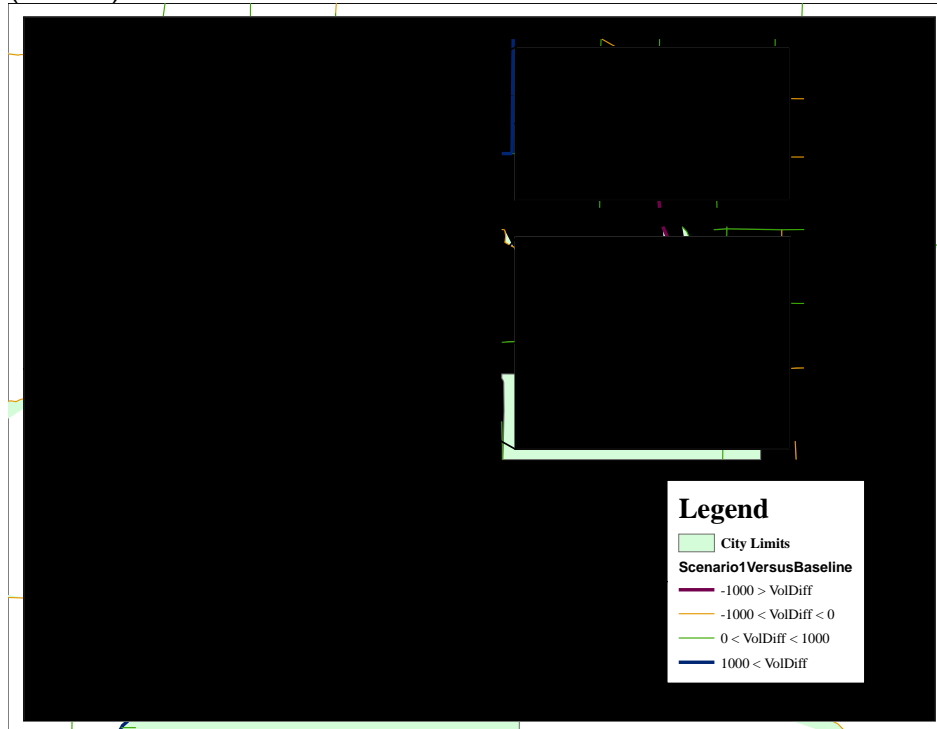 Legend
City Limits
Scenario1VersusBaseline
-1000 > VolDiff
-1000 < VolDiff < 0
0 < VolDiff < 1000
1000 < VolDiff